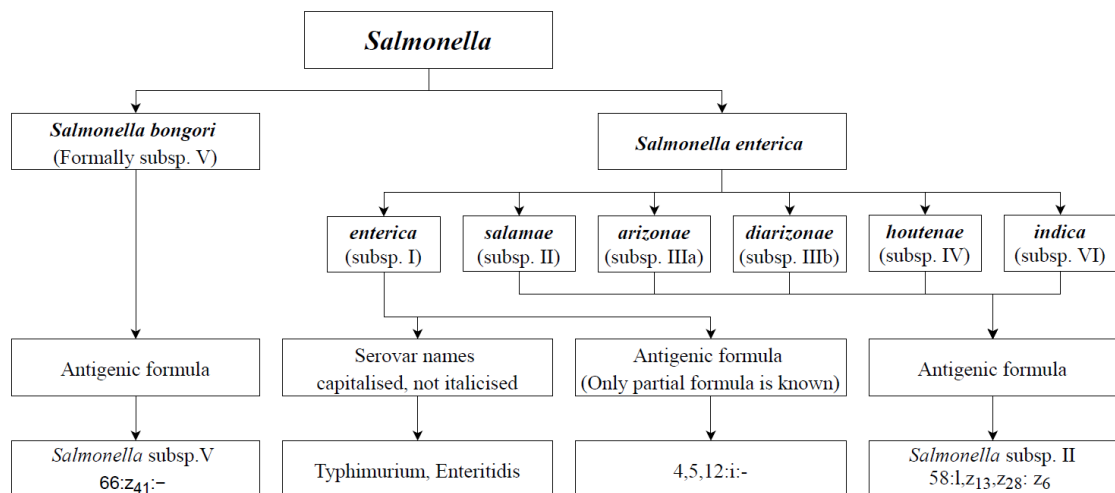 Salmonella
Salmonella bongori
(Formally subsp. V)
Salmonella enterica
enterica
(subsp. I)
salamae
(subsp. II)
arizonae
(subsp. IIIa)
diarizonae
(subsp. IIIb)
houtenae
(subsp. IV)
indica
(subsp. VI)
Antigenic formula
Serovar names
capitalised, not italicised
Antigenic formula
(Only partial formula is known)
Antigenic formula
Salmonella subsp.V
66:z41:–
Typhimurium, Enteritidis
4,5,12:i:-
Salmonella subsp. II
58:l,z13,z28: z6